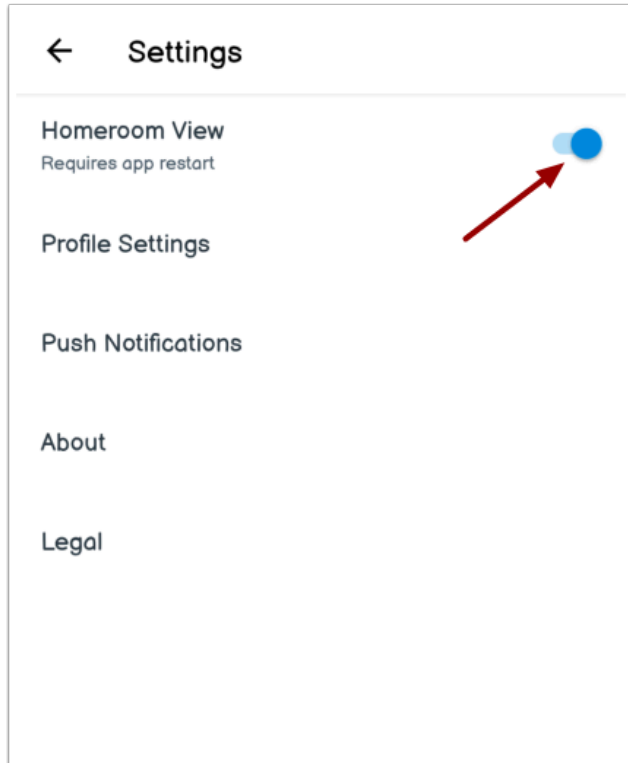 Settings
Homeroom View
Requires app restart
Profile Settings
Push Notifications
About
Legal